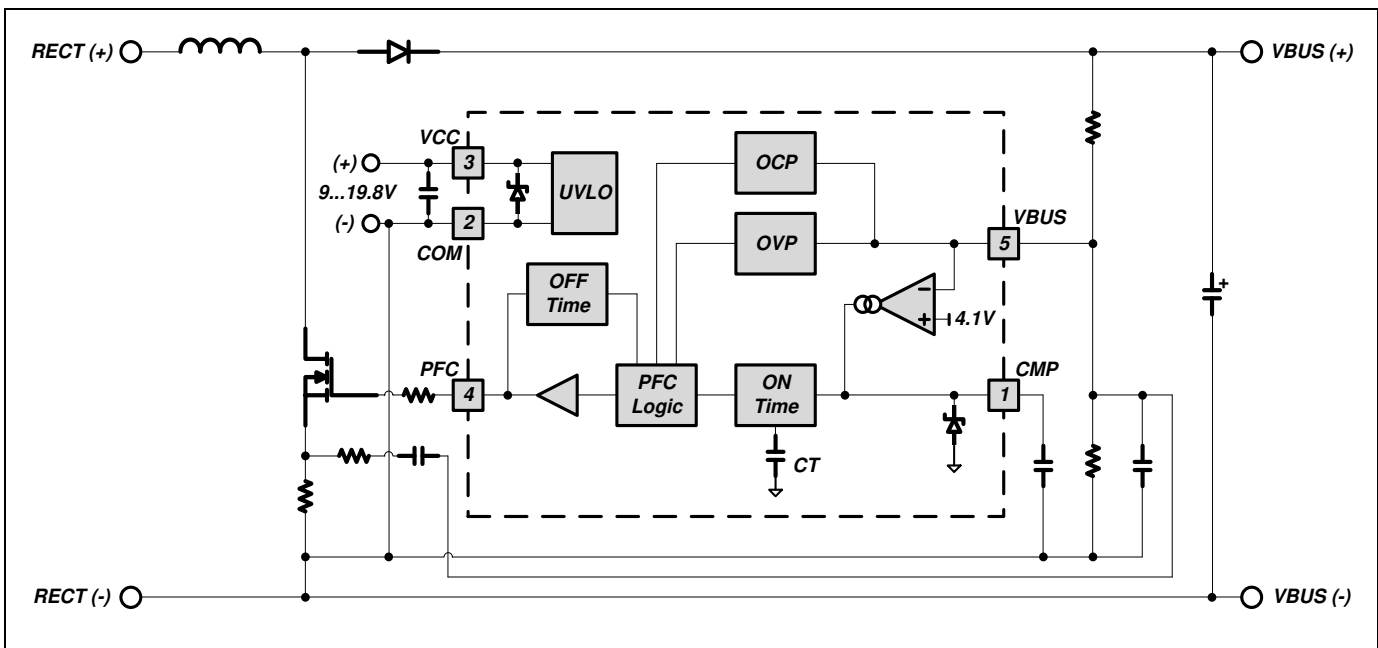 RECT (+)
VBUS (+)
VCC
(+)
3
9...19.8V
(-)
2
COM
UVLO
OCP
OVP
VBUS
5
OFF
Time
-
+
4.1V
PFC
4
PFC
Logic
ON
Time
CMP
1
CT
+
RECT (-)
VBUS (-)